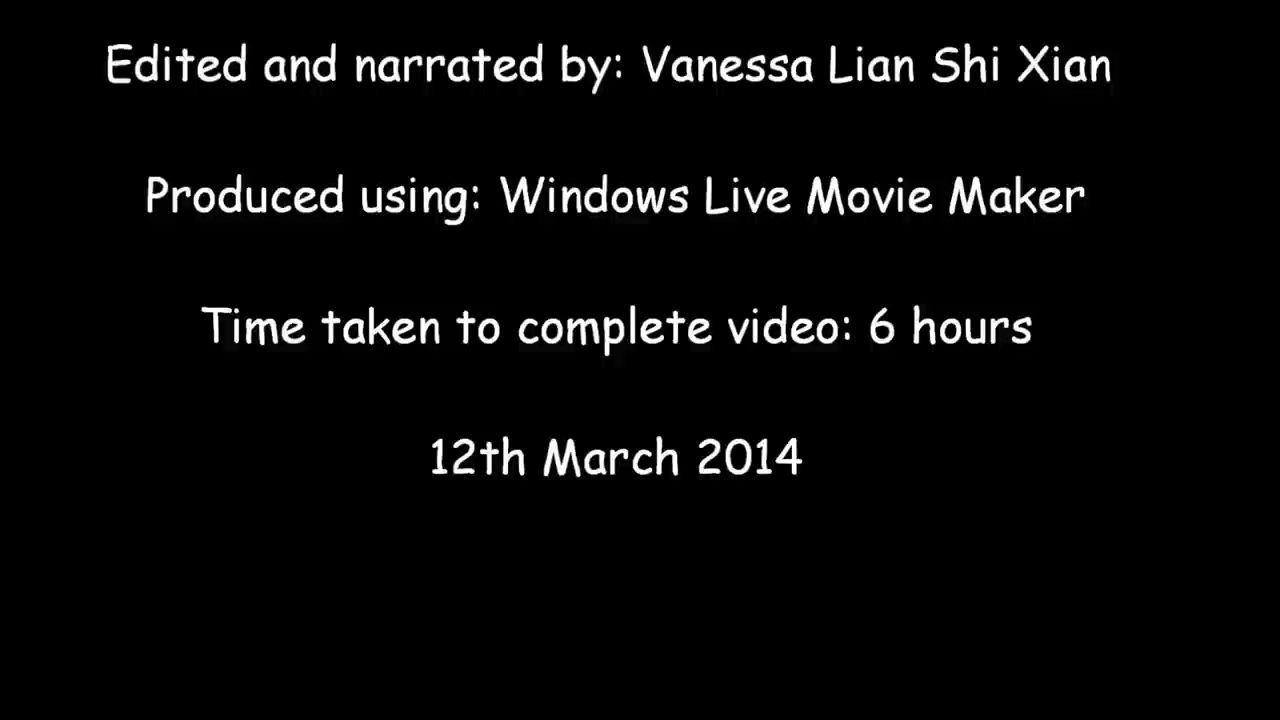 Edited and narrated by: Vanessa Lian Shi Xian
Produced using: Windows Live Movie Maker
Time taken to complete video: 6 hours
12th March 2014